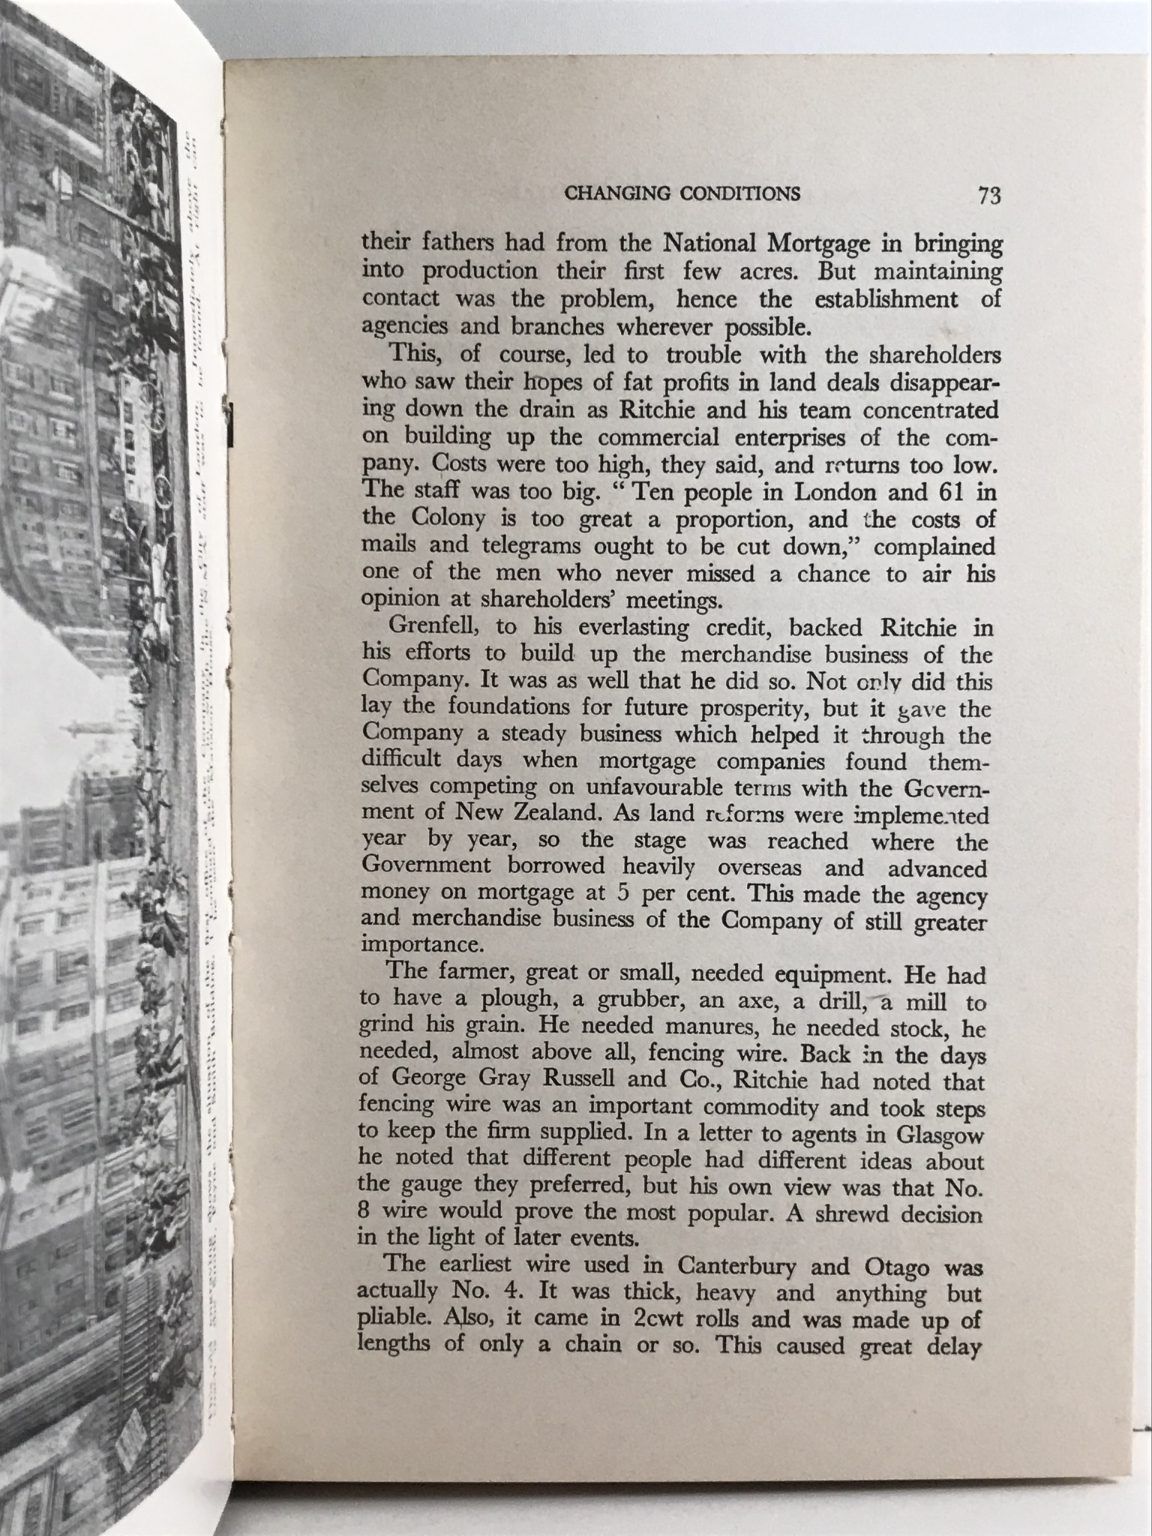 CHANGING CONDITIONS 73
their fathers had from the National Mortgage in bringing
into production their first few acres. But maintaining
contact was the problem, hence the establishment of
agencies and branches wherever possible.
This, of course, led to trouble with the shareholders
who saw their hopes of fat profits in land deals disappear-
ing down the drain as Ritchie and his team concentrated
on building up the commercial enterprises of the com-
pany. Costs were too high, they said, and returns too low.
The staff was too big. “ Ten people in London and 61 in
the Colony is too great a proportion, and the costs of
mails and telegrams ought to be cut down,” complained
one of the men who never missed a chance to air his
opinion at shareholders’ meetings.
Grenfell, to his everlasting credit, backed Ritchie in
his efforts to build up the merchandise business of the
Company. It was as well that he did so. Not only did this
lay the foundations for future prosperity, but it gave the
Company a steady business which helped it through the
difficult days when mortgage companies found them-
selves competing on unfavourable terms with the Govern-
ment of New Zealand. As land reforms were implemented
year by year, so the stage was reached where the
Government borrowed heavily overseas and advanced
money on mortgage at 5 per cent. This made the agency
and merchandise business of the Company of still greater
importance.
The farmer, great or small, needed equipment. He had
to have a plough, a grubber, an axe, a drill, a mill to
grind his grain. He needed manures, he needed stock, he
needed, almost above all, fencing wire. Back in the days
of George Gray Russell and Co., Ritchie had noted that
fencing wire was an important commodity and took steps
to keep the firm supplied. In a letter to agents in Glasgow
he noted that different people had different ideas about
the gauge they preferred, but his own view was that No.
8 wire would prove the most popular. A shrewd decision
in the light of later events.
The earliest wire used in Canterbury and Otago was
actually No. 4. It was thick, heavy and anything but
pliable. Also, it came in 2cwt rolls and was made up of
lengths of only a chain or so. This caused great delay